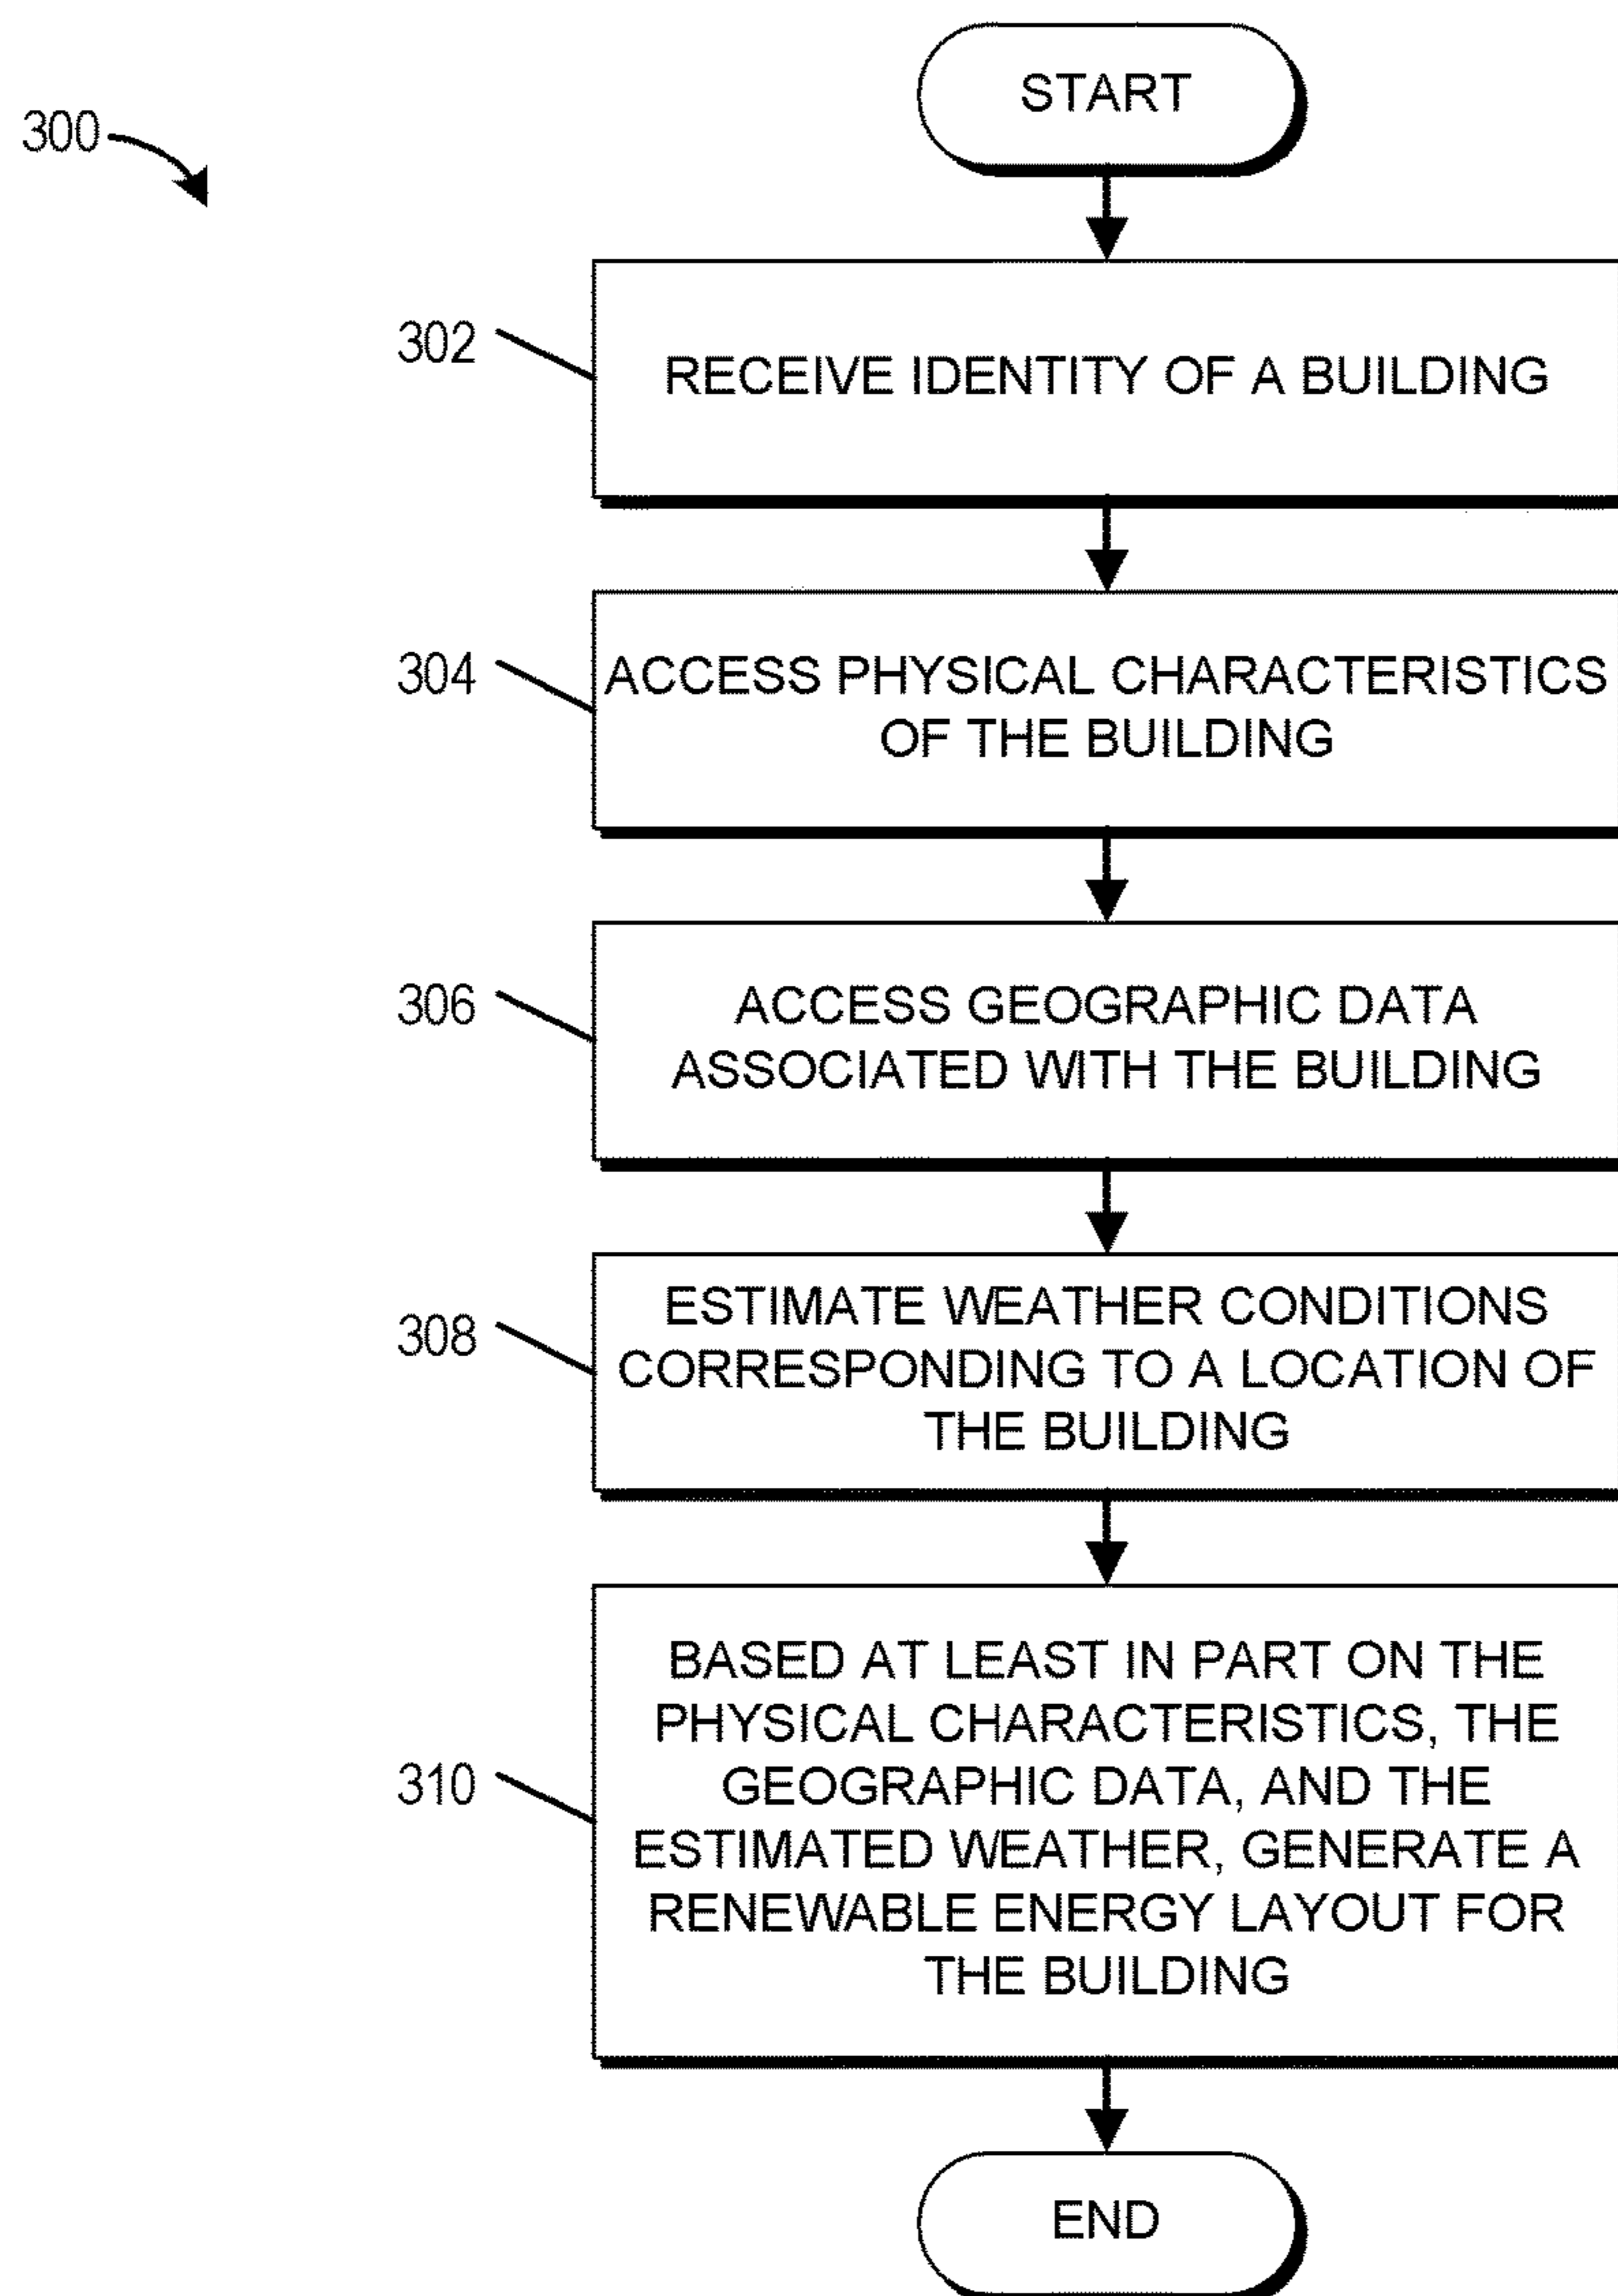 START
300
302
RECEIVE IDENTITY OF A BUILDING
304
ACCESS PHYSICAL CHARACTERISTICS
OF THE BUILDING
306
ACCESS GEOGRAPHIC DATA
ASSOCIATED WITH THE BUILDING
308
ESTIMATE WEATHER CONDITIONS
CORRESPONDING TO A LOCATION OF
THE BUILDING
310
BASED AT LEAST IN PART ON THE
PHYSICAL CHARACTERISTICS, THE
GEOGRAPHIC DATA, AND THE
ESTIMATED WEATHER, GENERATE A
RENEWABLE ENERGY LAYOUT FOR
THE BUILDING
END